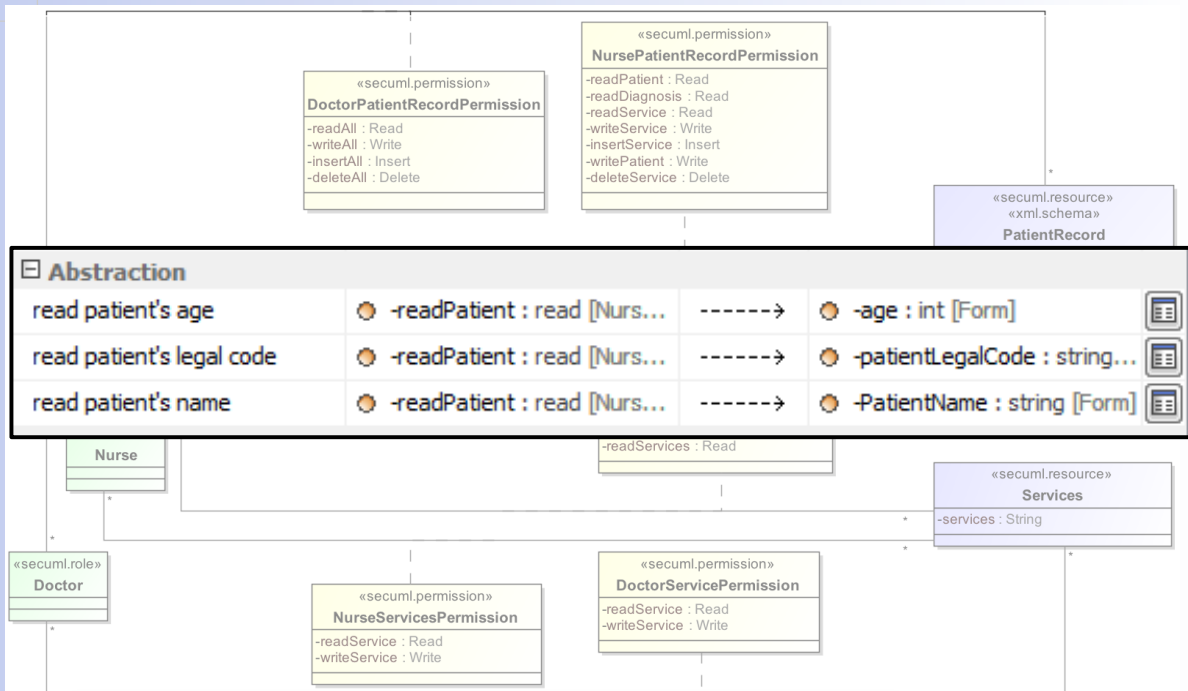 «secuml.permission»
NursePatientRecordPermission
-readPatient : Read
-readDiagnosis : Read
-readService : Read
-writeService : Write
-insertService : Insert
-writePatient : Write
-deleteService : Delete
«secuml.permission»
DoctorPatientRecordPermission
-readAll : Read
-writeAll : Write
-insertAll : Insert
-deleteAll : Delete
*
«secuml.resource»
«xml.schema»
PatientRecord
Abstraction
read patient's age -readPatient : read [Nurs... -age : int [Form]
read patient's legal code -readPatient : read [Nurs... -patientLegalCode : string...
read patient's name -readPatient : read [Nurs... -PatientName : string [Form]
Nurse
*
-readServices : Read
«secuml.resource»
Services
-services : String
*
*
*
*
«secuml.role»
Doctor
*
«secuml.permission»
NurseServicesPermission
-readService : Read
-writeService : Write
«secuml.permission»
DoctorServicePermission
-readService : Read
-writeService : Write